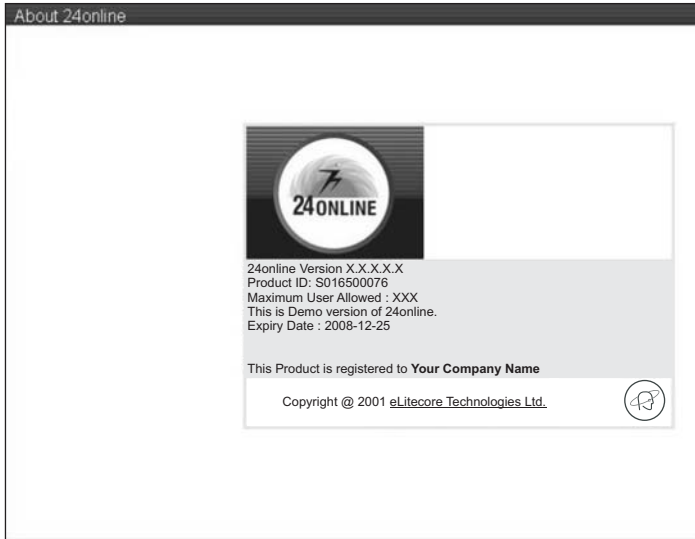 About 24online
24ONLINE
24online Version X.X.X.X.X
Product ID: S016500076
Maximum User Allowed : XXX
This is Demo version of 24online.
Expiry Date : 2008-12-25
This Product is registered to Your Company Name
Copyright @ 2001 eLitecore Technologies Ltd.